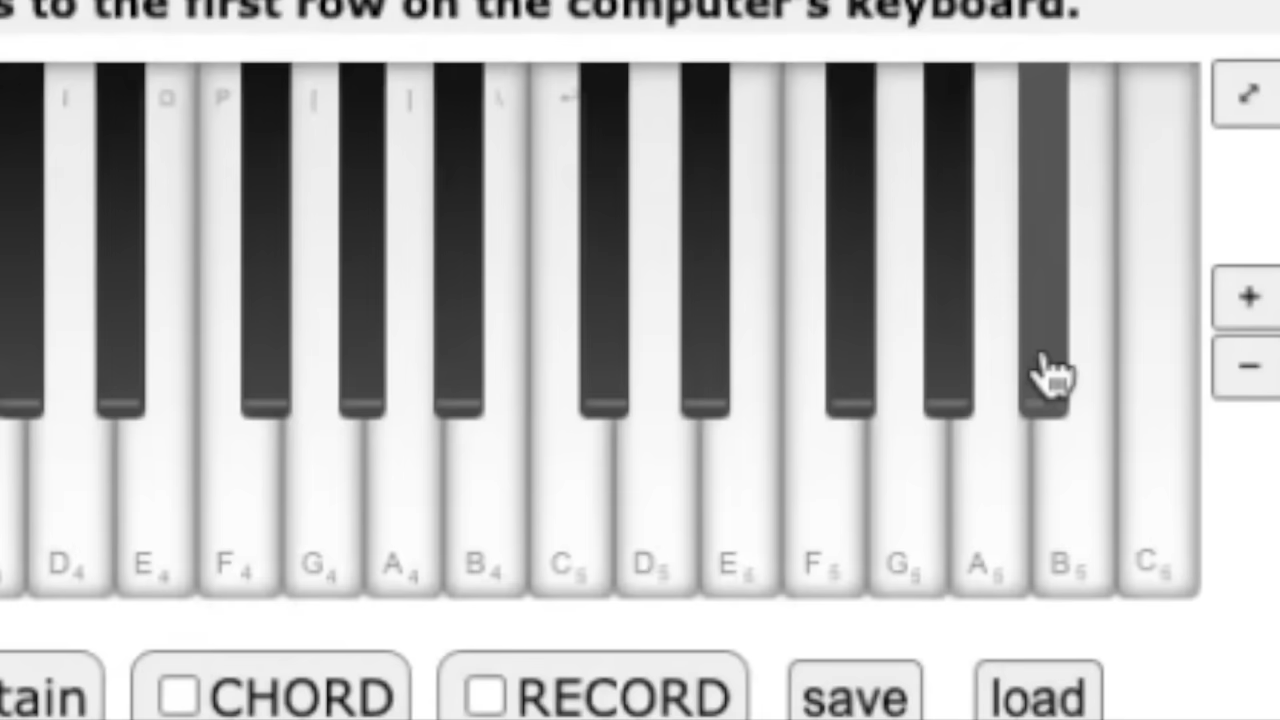 s to the first row on the computer's keyboard.
I O P [ ] \ ↵
D4 E4 F4 G4 A4 B4 C5 D5 E5 F5 G5 A5 B5 C6
+
−
tain CHORD RECORD save load